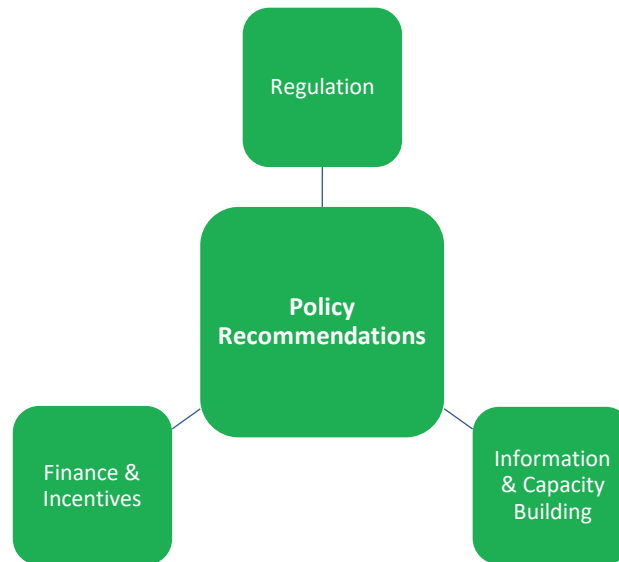 Regulation
Policy
Recommendations
Finance &
Incentives
Information
& Capacity
Building